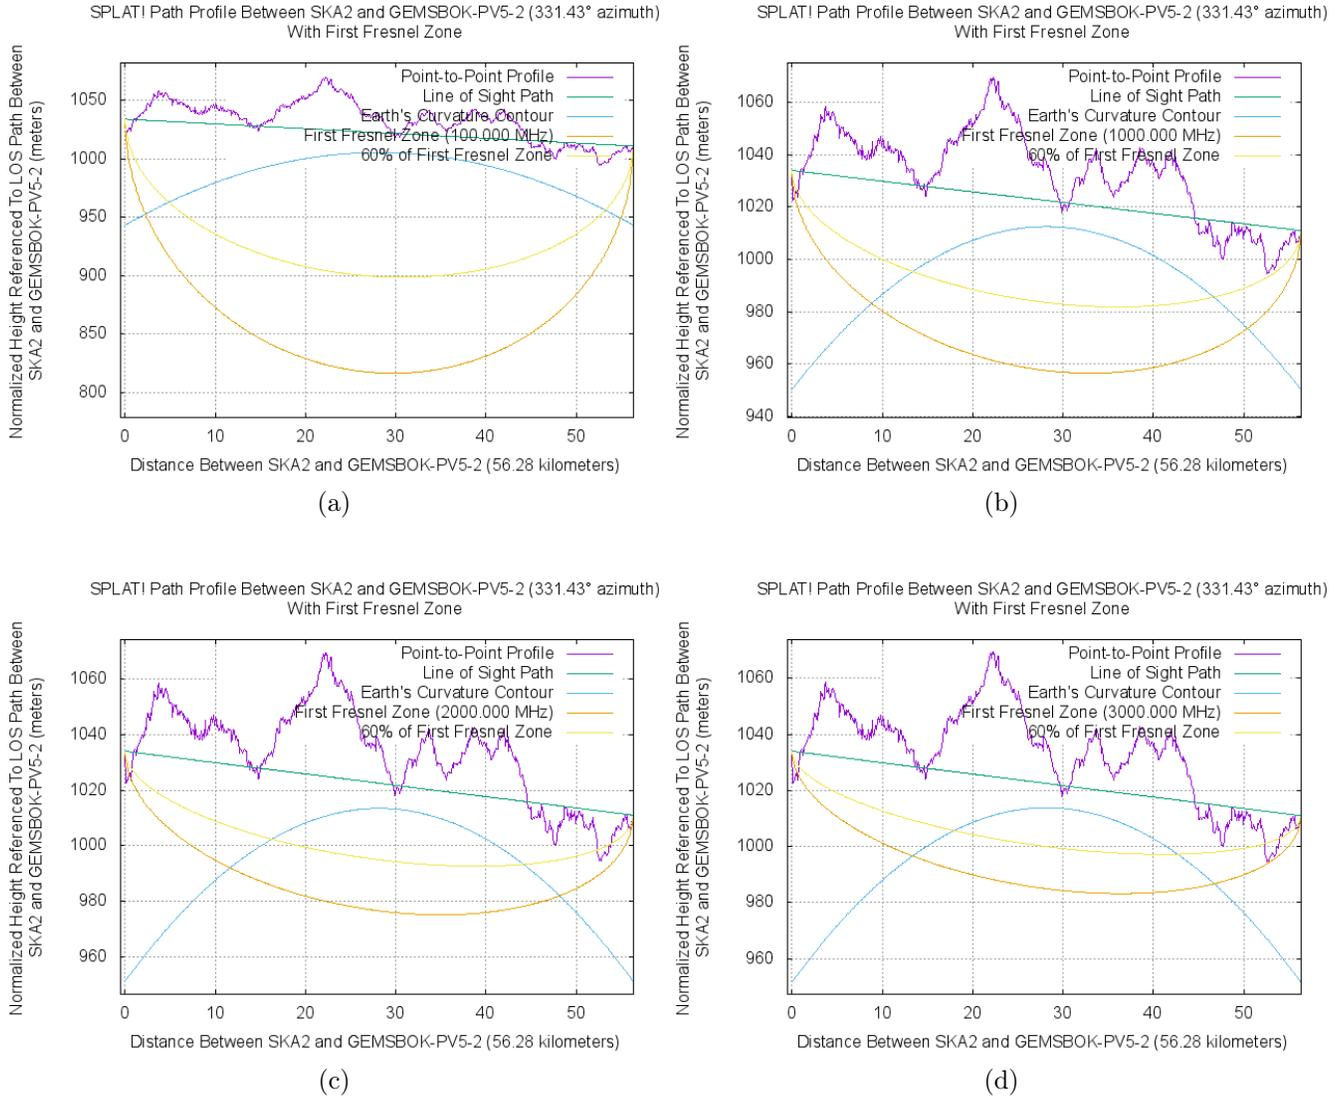 SPLAT! Path Profile Between SKA2 and GEMSBOK-PV5-2 (331.43° azimuth)
With First Fresnel Zone
Normalized Height Referenced To LOS Path Between
SKA2 and GEMSBOK-PV5-2 (meters)
Point-to-Point Profile
Line of Sight Path
Earth's Curvature Contour
First Fresnel Zone (100.000 MHz)
60% of First Fresnel Zone
1050
1000
950
900
850
800
0 10 20 30 40 50
Distance Between SKA2 and GEMSBOK-PV5-2 (56.28 kilometers)
(a)
SPLAT! Path Profile Between SKA2 and GEMSBOK-PV5-2 (331.43° azimuth)
With First Fresnel Zone
Normalized Height Referenced To LOS Path Between
SKA2 and GEMSBOK-PV5-2 (meters)
Point-to-Point Profile
Line of Sight Path
Earth's Curvature Contour
First Fresnel Zone (1000.000 MHz)
60% of First Fresnel Zone
1060
1040
1020
1000
980
960
940
0 10 20 30 40 50
Distance Between SKA2 and GEMSBOK-PV5-2 (56.28 kilometers)
(b)
SPLAT! Path Profile Between SKA2 and GEMSBOK-PV5-2 (331.43° azimuth)
With First Fresnel Zone
Normalized Height Referenced To LOS Path Between
SKA2 and GEMSBOK-PV5-2 (meters)
Point-to-Point Profile
Line of Sight Path
Earth's Curvature Contour
First Fresnel Zone (2000.000 MHz)
60% of First Fresnel Zone
1060
1040
1020
1000
980
960
0 10 20 30 40 50
Distance Between SKA2 and GEMSBOK-PV5-2 (56.28 kilometers)
(c)
SPLAT! Path Profile Between SKA2 and GEMSBOK-PV5-2 (331.43° azimuth)
With First Fresnel Zone
Normalized Height Referenced To LOS Path Between
SKA2 and GEMSBOK-PV5-2 (meters)
Point-to-Point Profile
Line of Sight Path
Earth's Curvature Contour
First Fresnel Zone (3000.000 MHz)
60% of First Fresnel Zone
1060
1040
1020
1000
980
960
0 10 20 30 40 50
Distance Between SKA2 and GEMSBOK-PV5-2 (56.28 kilometers)
(d)